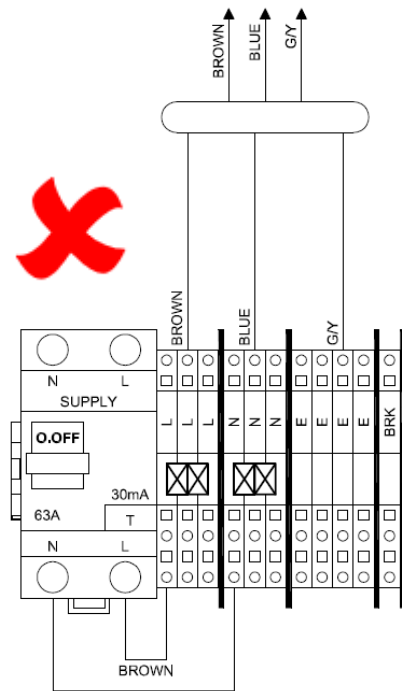 BROWN BLUE G/Y
BROWN BLUE G/Y
N L
SUPPLY
L L L N N N E E E E BRK
O.OFF
30mA
63A T
N L
BROWN